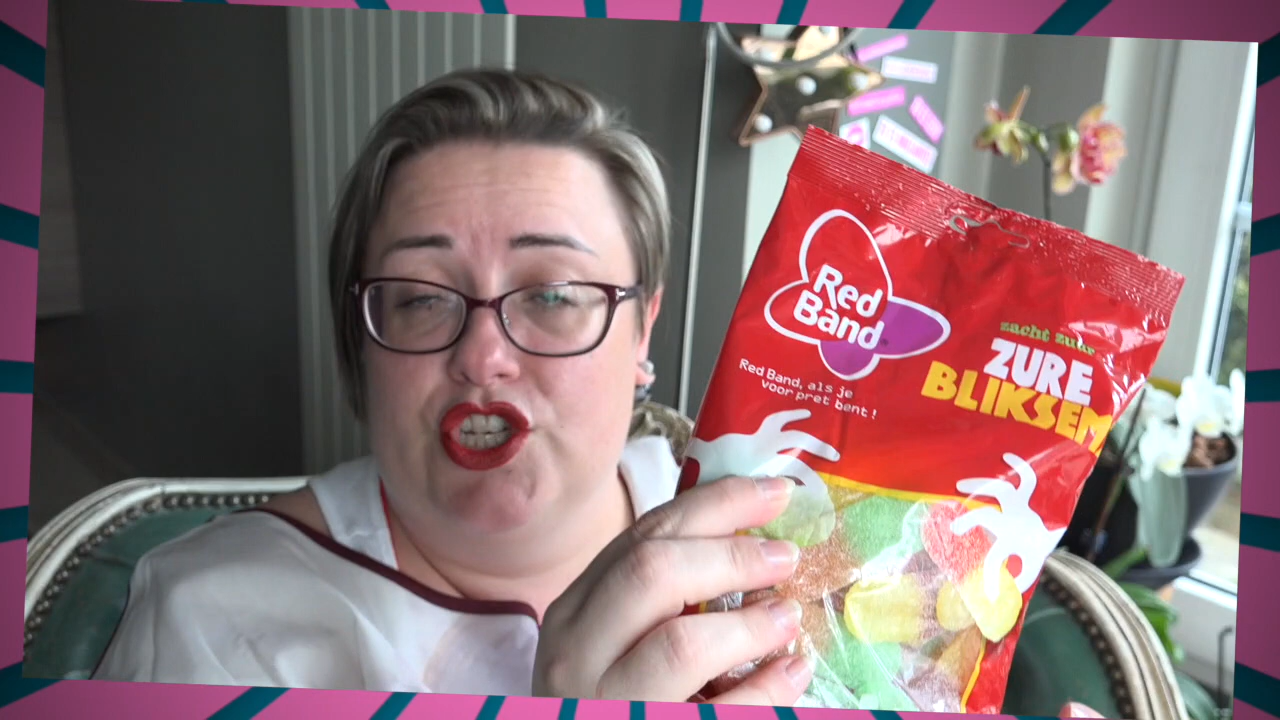 Red
Band
Red Band, als je
voor pret bent!
zacht zuur
ZURE
BLIKSEM